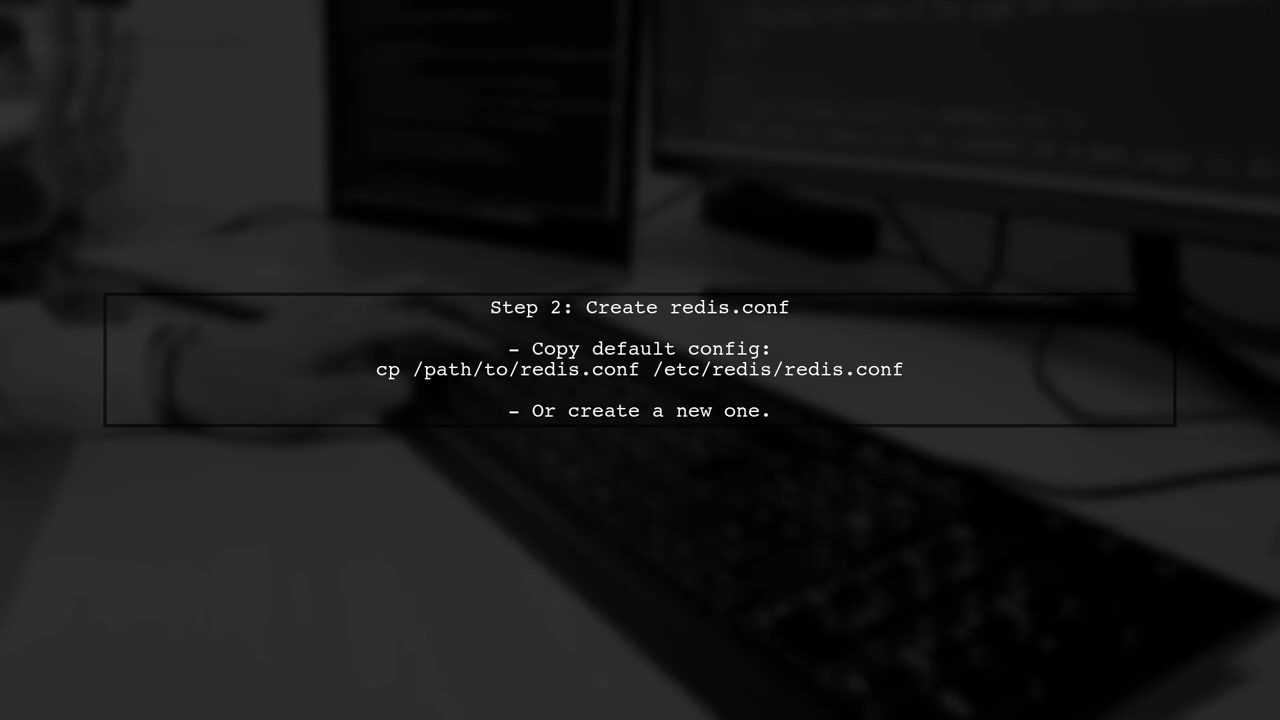 Step 2: Create redis.conf
- Copy default config:
cp /path/to/redis.conf /etc/redis/redis.conf
- Or create a new one.